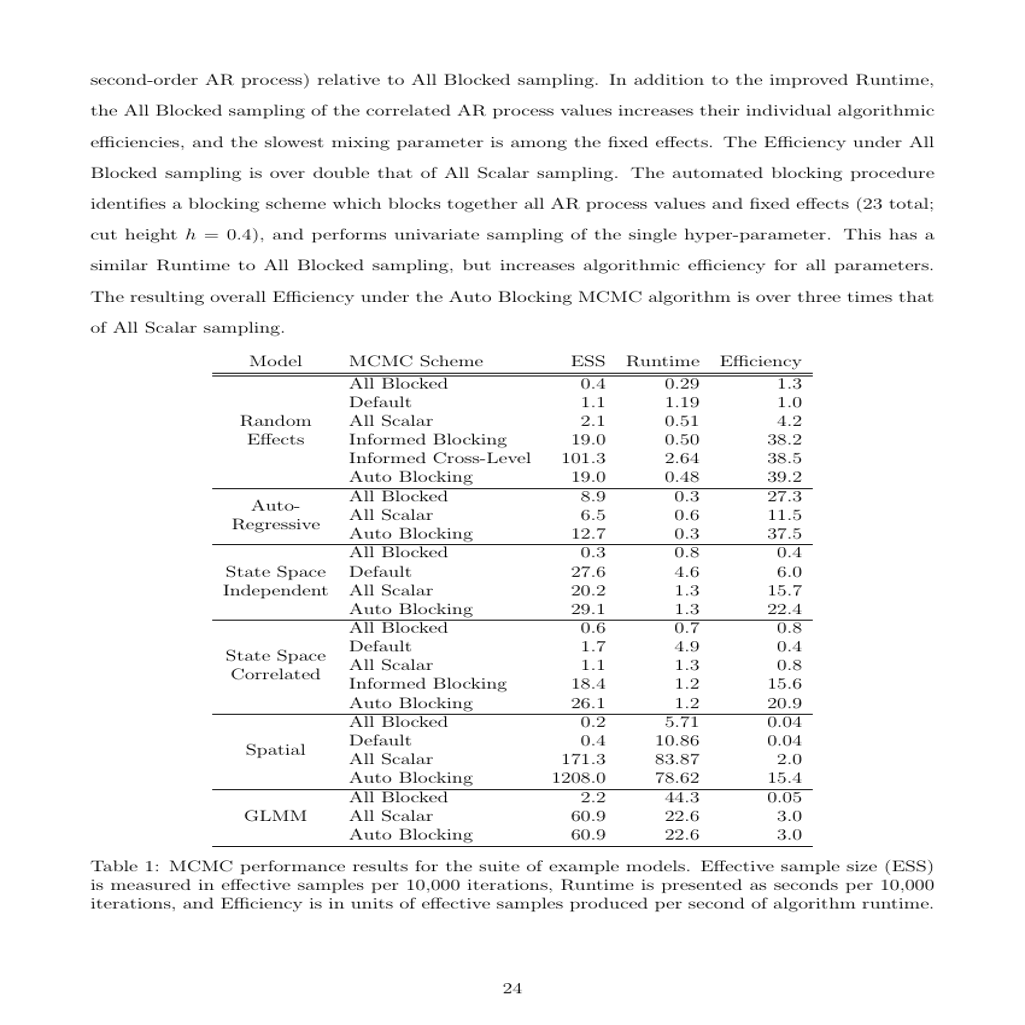 second-order AR process) relative to All Blocked sampling. In addition to the improved Runtime,
the All Blocked sampling of the correlated AR process values increases their individual algorithmic
efficiencies, and the slowest mixing parameter is among the fixed effects. The Efficiency under All
Blocked sampling is over double that of All Scalar sampling. The automated blocking procedure
identifies a blocking scheme which blocks together all AR process values and fixed effects (23 total;
cut height h = 0.4), and performs univariate sampling of the single hyper-parameter. This has a
similar Runtime to All Blocked sampling, but increases algorithmic efficiency for all parameters.
The resulting overall Efficiency under the Auto Blocking MCMC algorithm is over three times that
of All Scalar sampling.
Model MCMC Scheme ESS Runtime Efficiency
All Blocked 0.4 0.29 1.3
Default 1.1 1.19 1.0
Random All Scalar 2.1 0.51 4.2
Effects Informed Blocking 19.0 0.50 38.2
Informed Cross-Level 101.3 2.64 38.5
Auto Blocking 19.0 0.48 39.2
All Blocked 8.9 0.3 27.3
Auto-
All Scalar 6.5 0.6 11.5
Regressive
Auto Blocking 12.7 0.3 37.5
All Blocked 0.3 0.8 0.4
State Space Default 27.6 4.6 6.0
Independent All Scalar 20.2 1.3 15.7
Auto Blocking 29.1 1.3 22.4
All Blocked 0.6 0.7 0.8
Default 1.7 4.9 0.4
State Space
All Scalar 1.1 1.3 0.8
Correlated
Informed Blocking 18.4 1.2 15.6
Auto Blocking 26.1 1.2 20.9
All Blocked 0.2 5.71 0.04
Default 0.4 10.86 0.04
Spatial
All Scalar 171.3 83.87 2.0
Auto Blocking 1208.0 78.62 15.4
All Blocked 2.2 44.3 0.05
GLMM All Scalar 60.9 22.6 3.0
Auto Blocking 60.9 22.6 3.0
Table 1: MCMC performance results for the suite of example models. Effective sample size (ESS)
is measured in effective samples per 10,000 iterations, Runtime is presented as seconds per 10,000
iterations, and Efficiency is in units of effective samples produced per second of algorithm runtime.
24